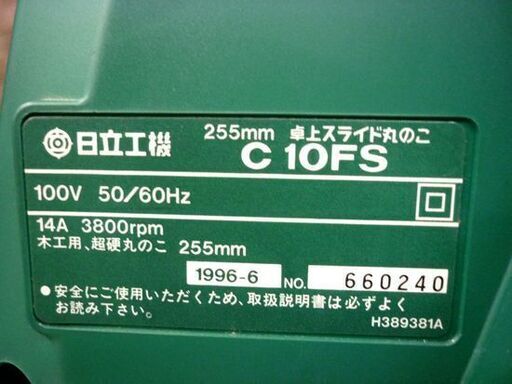 日立工機 255mm 卓上スライド丸のこ
C 10FS
100V 50/60Hz
14A 3800rpm
木工用、超硬丸のこ 255mm
1996-6 NO. 660240
●安全にご使用いただくため、取扱説明書は必ずよく
お読み下さい。
H389381A